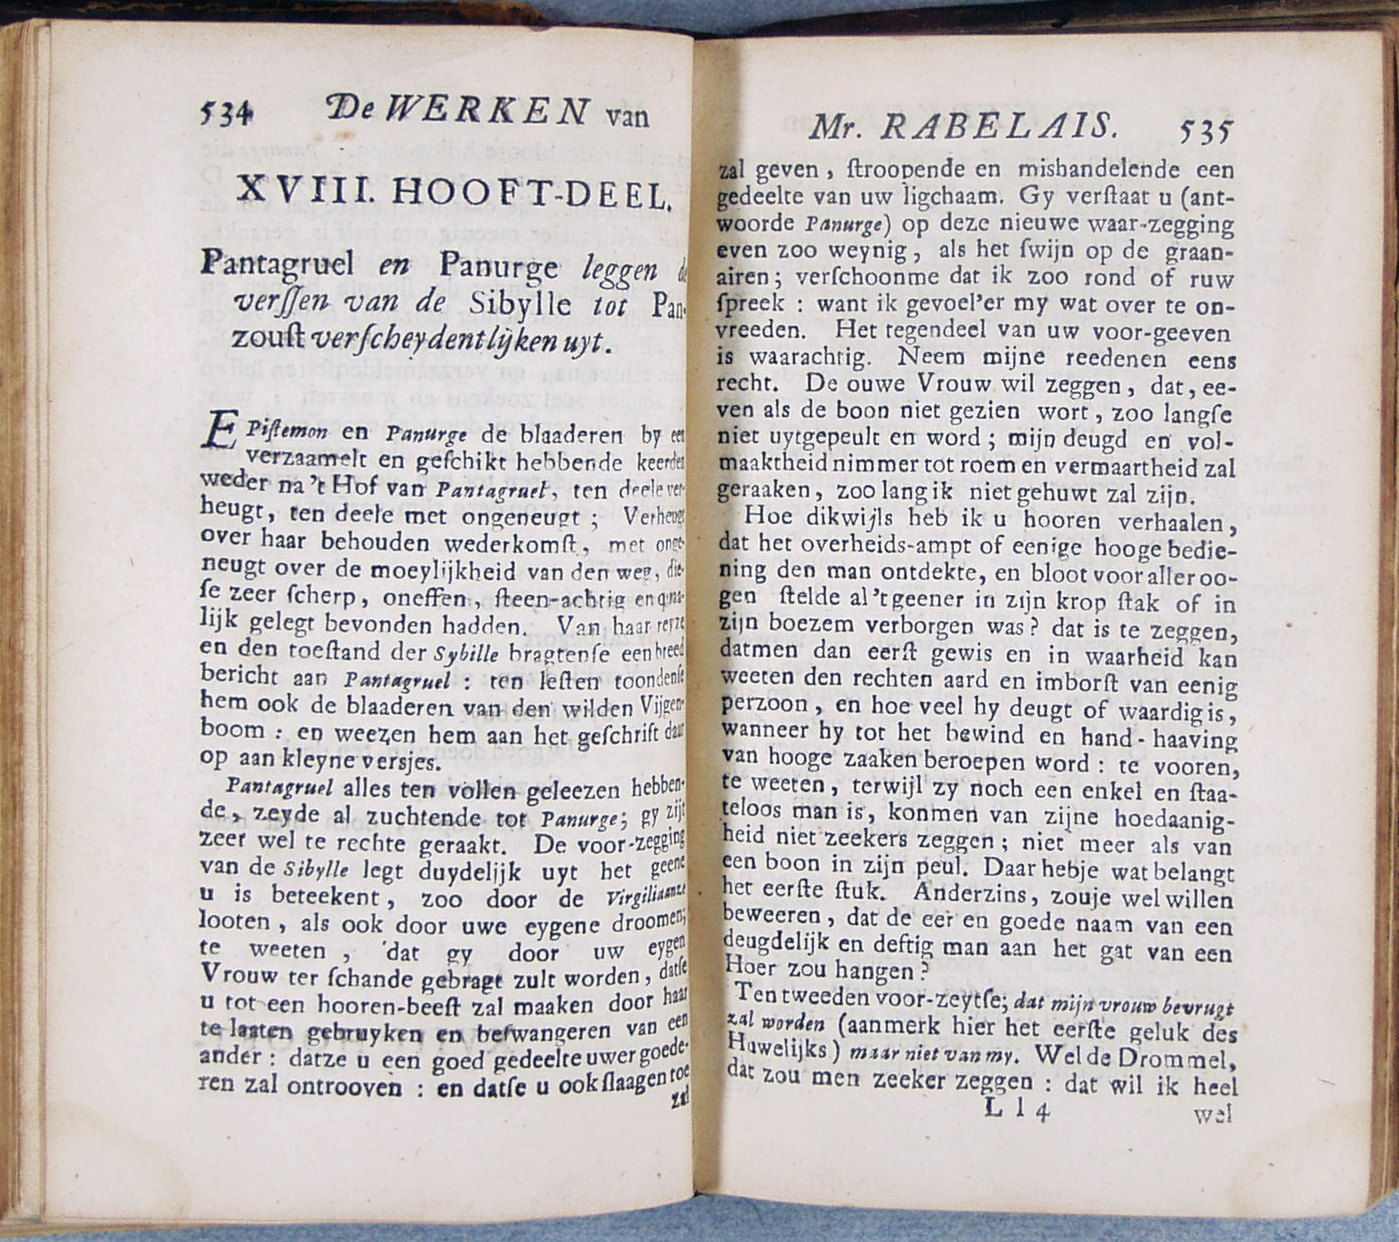 534 De WERKEN van
XVIII. HOOFT-DEEL.
Pantagruel en Panurge leggen de
verſſen van de Sibylle tot Pan-
zouſt verſcheydentlijken uyt.
EPiſtemon en Panurge de blaaderen by een
verzaamelt en geſchikt hebbende keerden
weder na 't Hof van Pantagruel, ten deele ver-
heugt, ten deele met ongeneugt; Verheugt
over haar behouden wederkomſt, met onge-
neugt over de moeylijkheid van den weg, die-
ſe zeer ſcherp, oneffen, ſteen-achtig en qua-
lijk gelegt bevonden hadden. Van haar reyze
en den toeſtand der Sybille bragtenſe een breed
bericht aan Pantagruel : ten leſten toondenſe
hem ook de blaaderen van den wilden Vijgen-
boom : en weezen hem aan het geſchrift daar
op aan kleyne versjes.
Pantagruel alles ten vollen geleezen hebben-
de, zeyde al zuchtende tot Panurge; gy zijt
zeer wel te rechte geraakt. De voor-zegging
van de Sibylle legt duydelijk uyt het geene
u is beteekent, zoo door de Virgiliaanze
looten, als ook door uwe eygene droomen;
te weeten, dat gy door uw eygen
Vrouw ter ſchande gebragt zult worden, datſe
u tot een hooren-beeſt zal maaken door haar
te laaten gebruyken en beſwangeren van een
ander : datze u een goed gedeelte uwer goede-
ren zal ontrooven : en datſe u ook ſlaagen toe
zal
Mr. RABELAIS. 535
zal geven, ſtroopende en mishandelende een
gedeelte van uw ligchaam. Gy verſtaat u (ant-
woorde Panurge) op deze nieuwe waar-zegging
even zoo weynig, als het ſwijn op de graan-
airen; verſchoonme dat ik zoo rond of ruw
ſpreek : want ik gevoel'er my wat over te on-
vreeden. Het tegendeel van uw voor-geeven
is waarachtig. Neem mijne reedenen eens
recht. De ouwe Vrouw wil zeggen, dat, ee-
ven als de boon niet gezien wort, zoo langſe
niet uytgepeult en word; mijn deugd en vol-
maaktheid nimmer tot roem en vermaartheid zal
geraaken, zoo lang ik niet gehuwt zal zijn.
Hoe dikwijls heb ik u hooren verhaalen,
dat het overheids-ampt of eenige hooge bedie-
ning den man ontdekte, en bloot voor aller oo-
gen ſtelde al 't geener in zijn krop ſtak of in
zijn boezem verborgen was? dat is te zeggen,
datmen dan eerſt gewis en in waarheid kan
weeten den rechten aard en imborſt van eenig
perzoon, en hoe veel hy deugt of waardig is,
wanneer hy tot het bewind en hand-haaving
van hooge zaaken beroepen word : te vooren,
te weeten, terwijl zy noch een enkel en ſtaa-
teloos man is, konmen van zijne hoedaanig-
heid niet zeekers zeggen; niet meer als van
een boon in zijn peul. Daar hebje wat belangt
het eerſte ſtuk. Anderzins, zouje wel willen
beweeren, dat de eer en goede naam van een
deugdelijk en deftig man aan het gat van een
Hoer zou hangen?
Ten tweeden voor-zeytſe; dat mijn vrouw bevrugt
zal worden (aanmerk hier het eerſte geluk des
Huwelijks) maar niet van my. Wel de Drommel,
dat zou men zeeker zeggen : dat wil ik heel
L l 4 wel